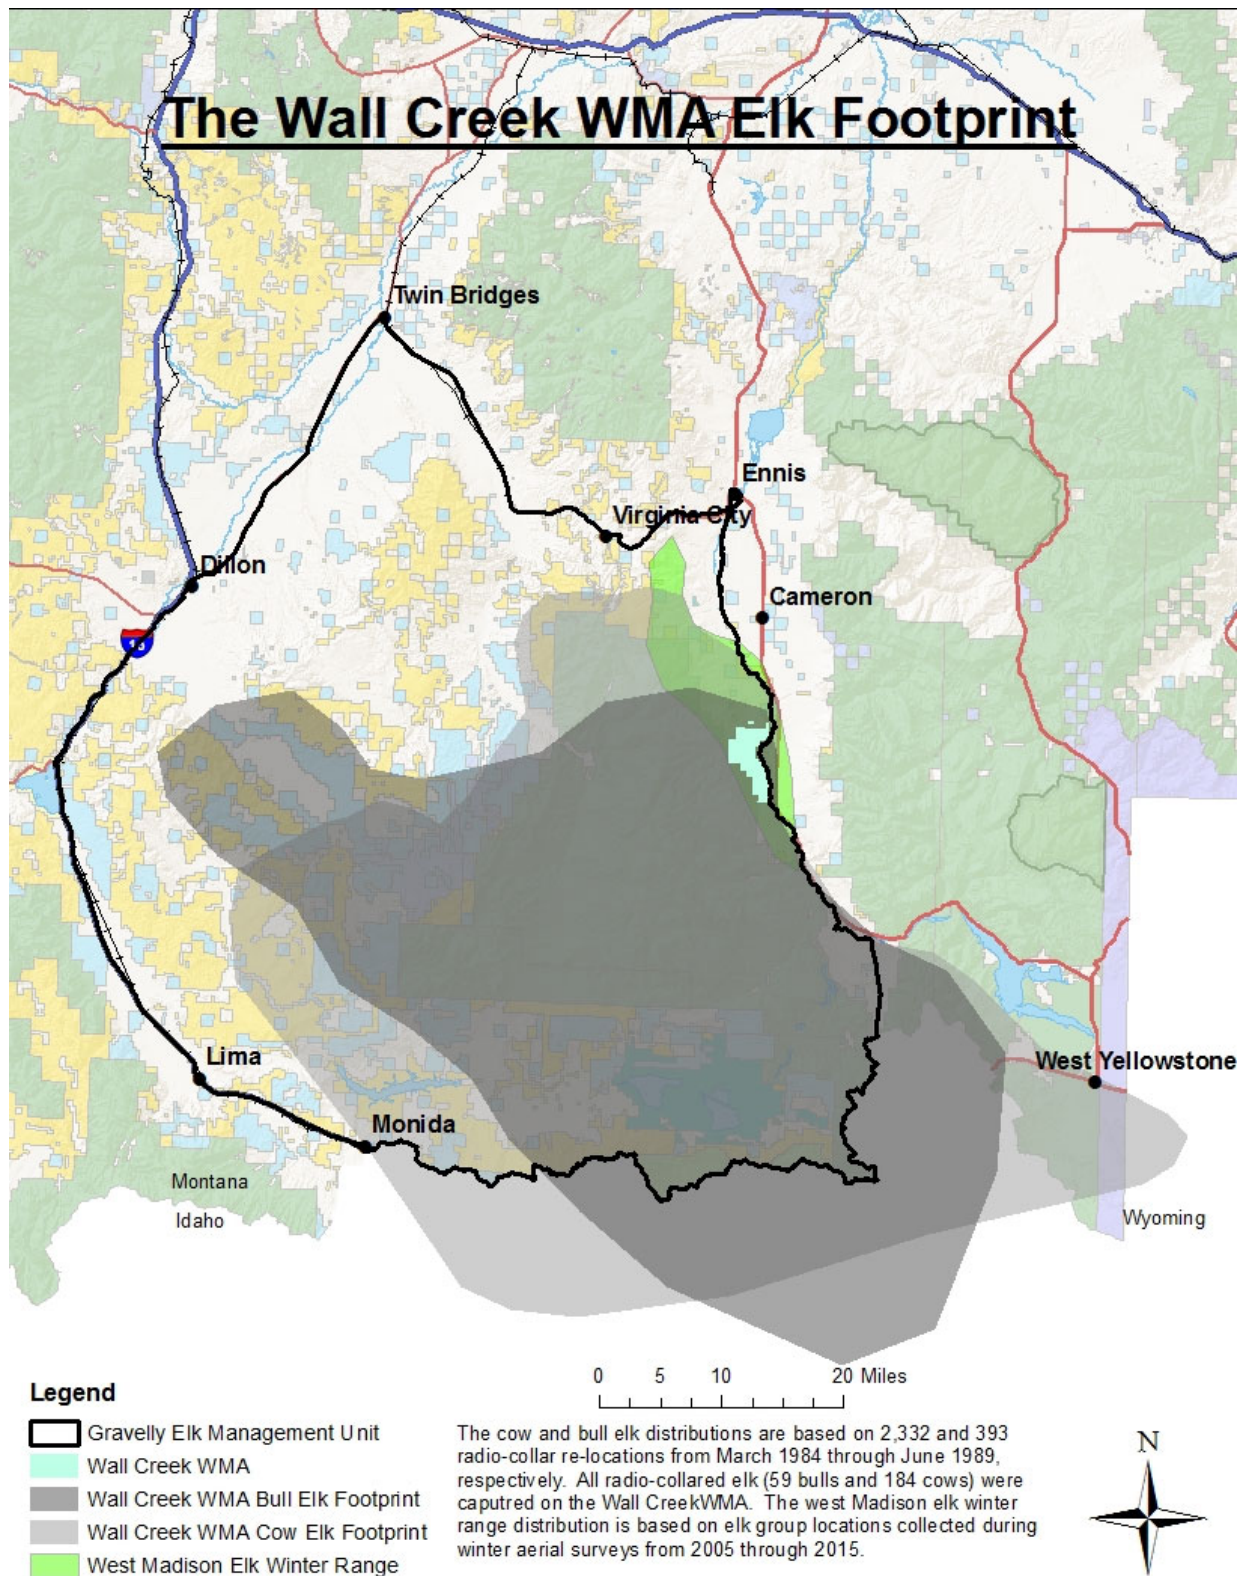 The Wall Creek WMA Elk Footprint
Twin Bridges
Ennis
Virginia City
Dillon
Cameron
15
Lima
West Yellowstone
Monida
Montana
Idaho
Wyoming
0 5 10 20 Miles
Legend
Gravelly Elk Management Unit
Wall Creek WMA
Wall Creek WMA Bull Elk Footprint
Wall Creek WMA Cow Elk Footprint
West Madison Elk Winter Range
The cow and bull elk distributions are based on 2,332 and 393
radio-collar re-locations from March 1984 through June 1989,
respectively. All radio-collared elk (59 bulls and 184 cows) were
caputred on the Wall CreekWMA. The west Madison elk winter
range distribution is based on elk group locations collected during
winter aerial surveys from 2005 through 2015.
N